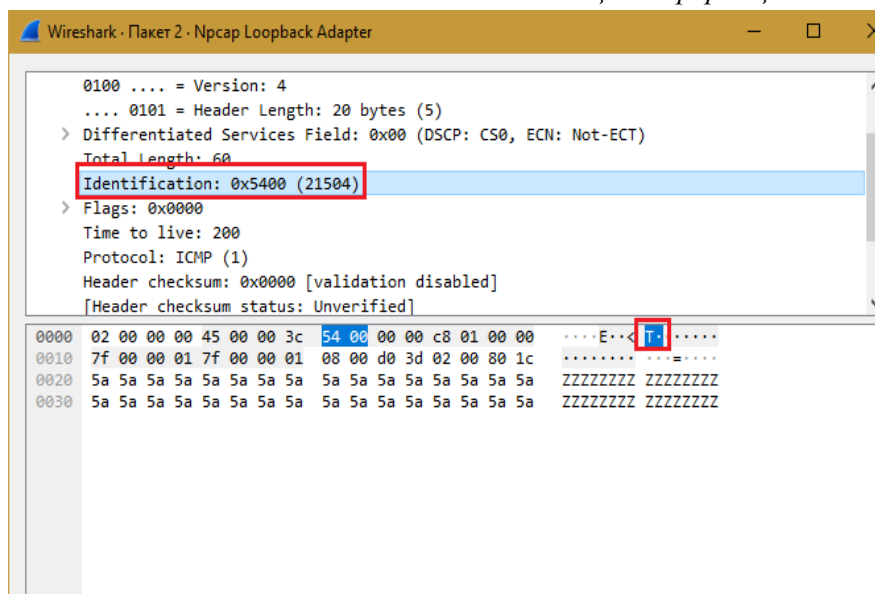 Wireshark · Пакет 2 · Npcap Loopback Adapter
0100 .... = Version: 4
.... 0101 = Header Length: 20 bytes (5)
> Differentiated Services Field: 0x00 (DSCP: CS0, ECN: Not-ECT)
Total Length: 60
Identification: 0x5400 (21504)
> Flags: 0x0000
Time to live: 200
Protocol: ICMP (1)
Header checksum: 0x0000 [validation disabled]
[Header checksum status: Unverified]
0000 02 00 00 00 45 00 00 3c 54 00 00 00 c8 01 00 00 ····E··< T·······
0010 7f 00 00 01 7f 00 00 01 08 00 d0 3d 02 00 80 1c ········ ···=····
0020 5a 5a 5a 5a 5a 5a 5a 5a 5a 5a 5a 5a 5a 5a 5a 5a ZZZZZZZZ ZZZZZZZZ
0030 5a 5a 5a 5a 5a 5a 5a 5a 5a 5a 5a 5a 5a 5a 5a 5a ZZZZZZZZ ZZZZZZZZ